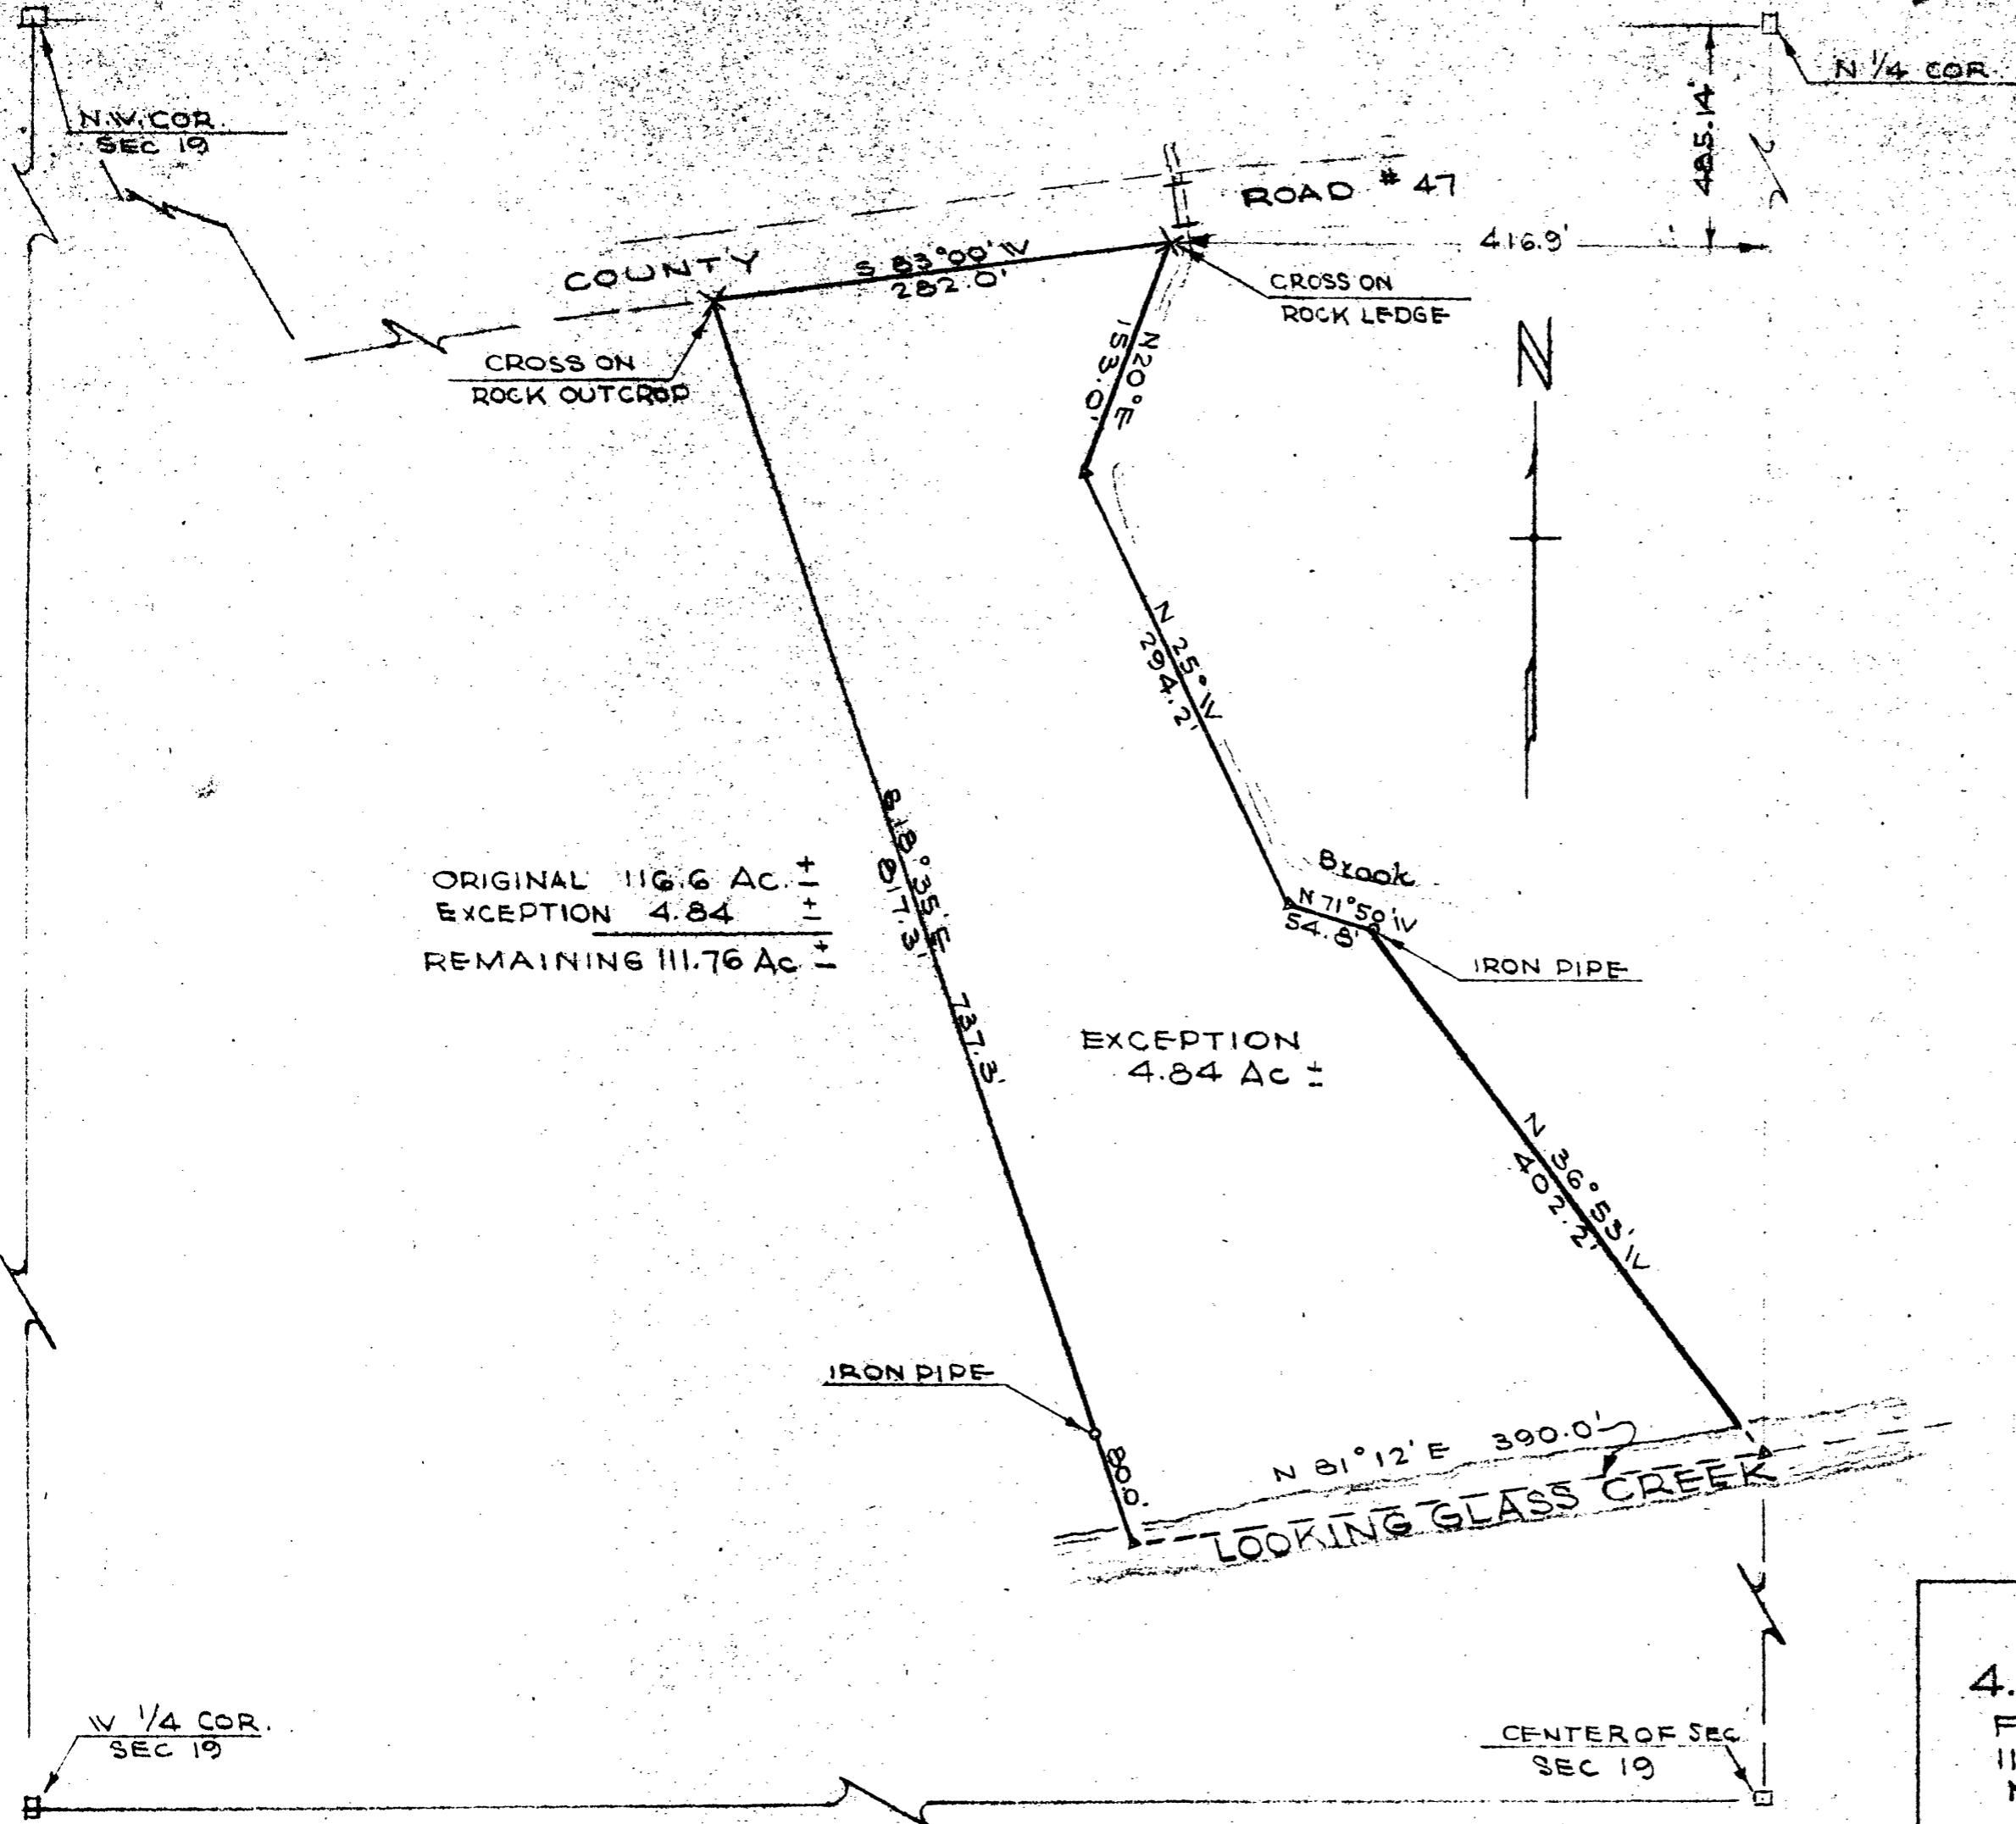 N.W. COR.
SEC 19
N 1/4 COR
485.14'
ROAD # 47
416.9'
COUNTY
S 83°00' W
282.0'
CROSS ON
ROCK LEDGE
CROSS ON
ROCK OUTCROP
N 20° E
153.0'
N
N 25° W
294.2'
Brook
N 71°50' W
54.8'
IRON PIPE
S 18°35' E
817.3'
737.3'
ORIGINAL 116.6 AC. ±
EXCEPTION 4.84 ±
REMAINING 111.76 AC ±
EXCEPTION
4.84 AC ±
N 36°53' W
402.2'
IRON PIPE
80.0'
N 81°12' E 390.0'
LOOKING GLASS CREEK
W 1/4 COR.
SEC 19
CENTER OF SEC
SEC 19
4.